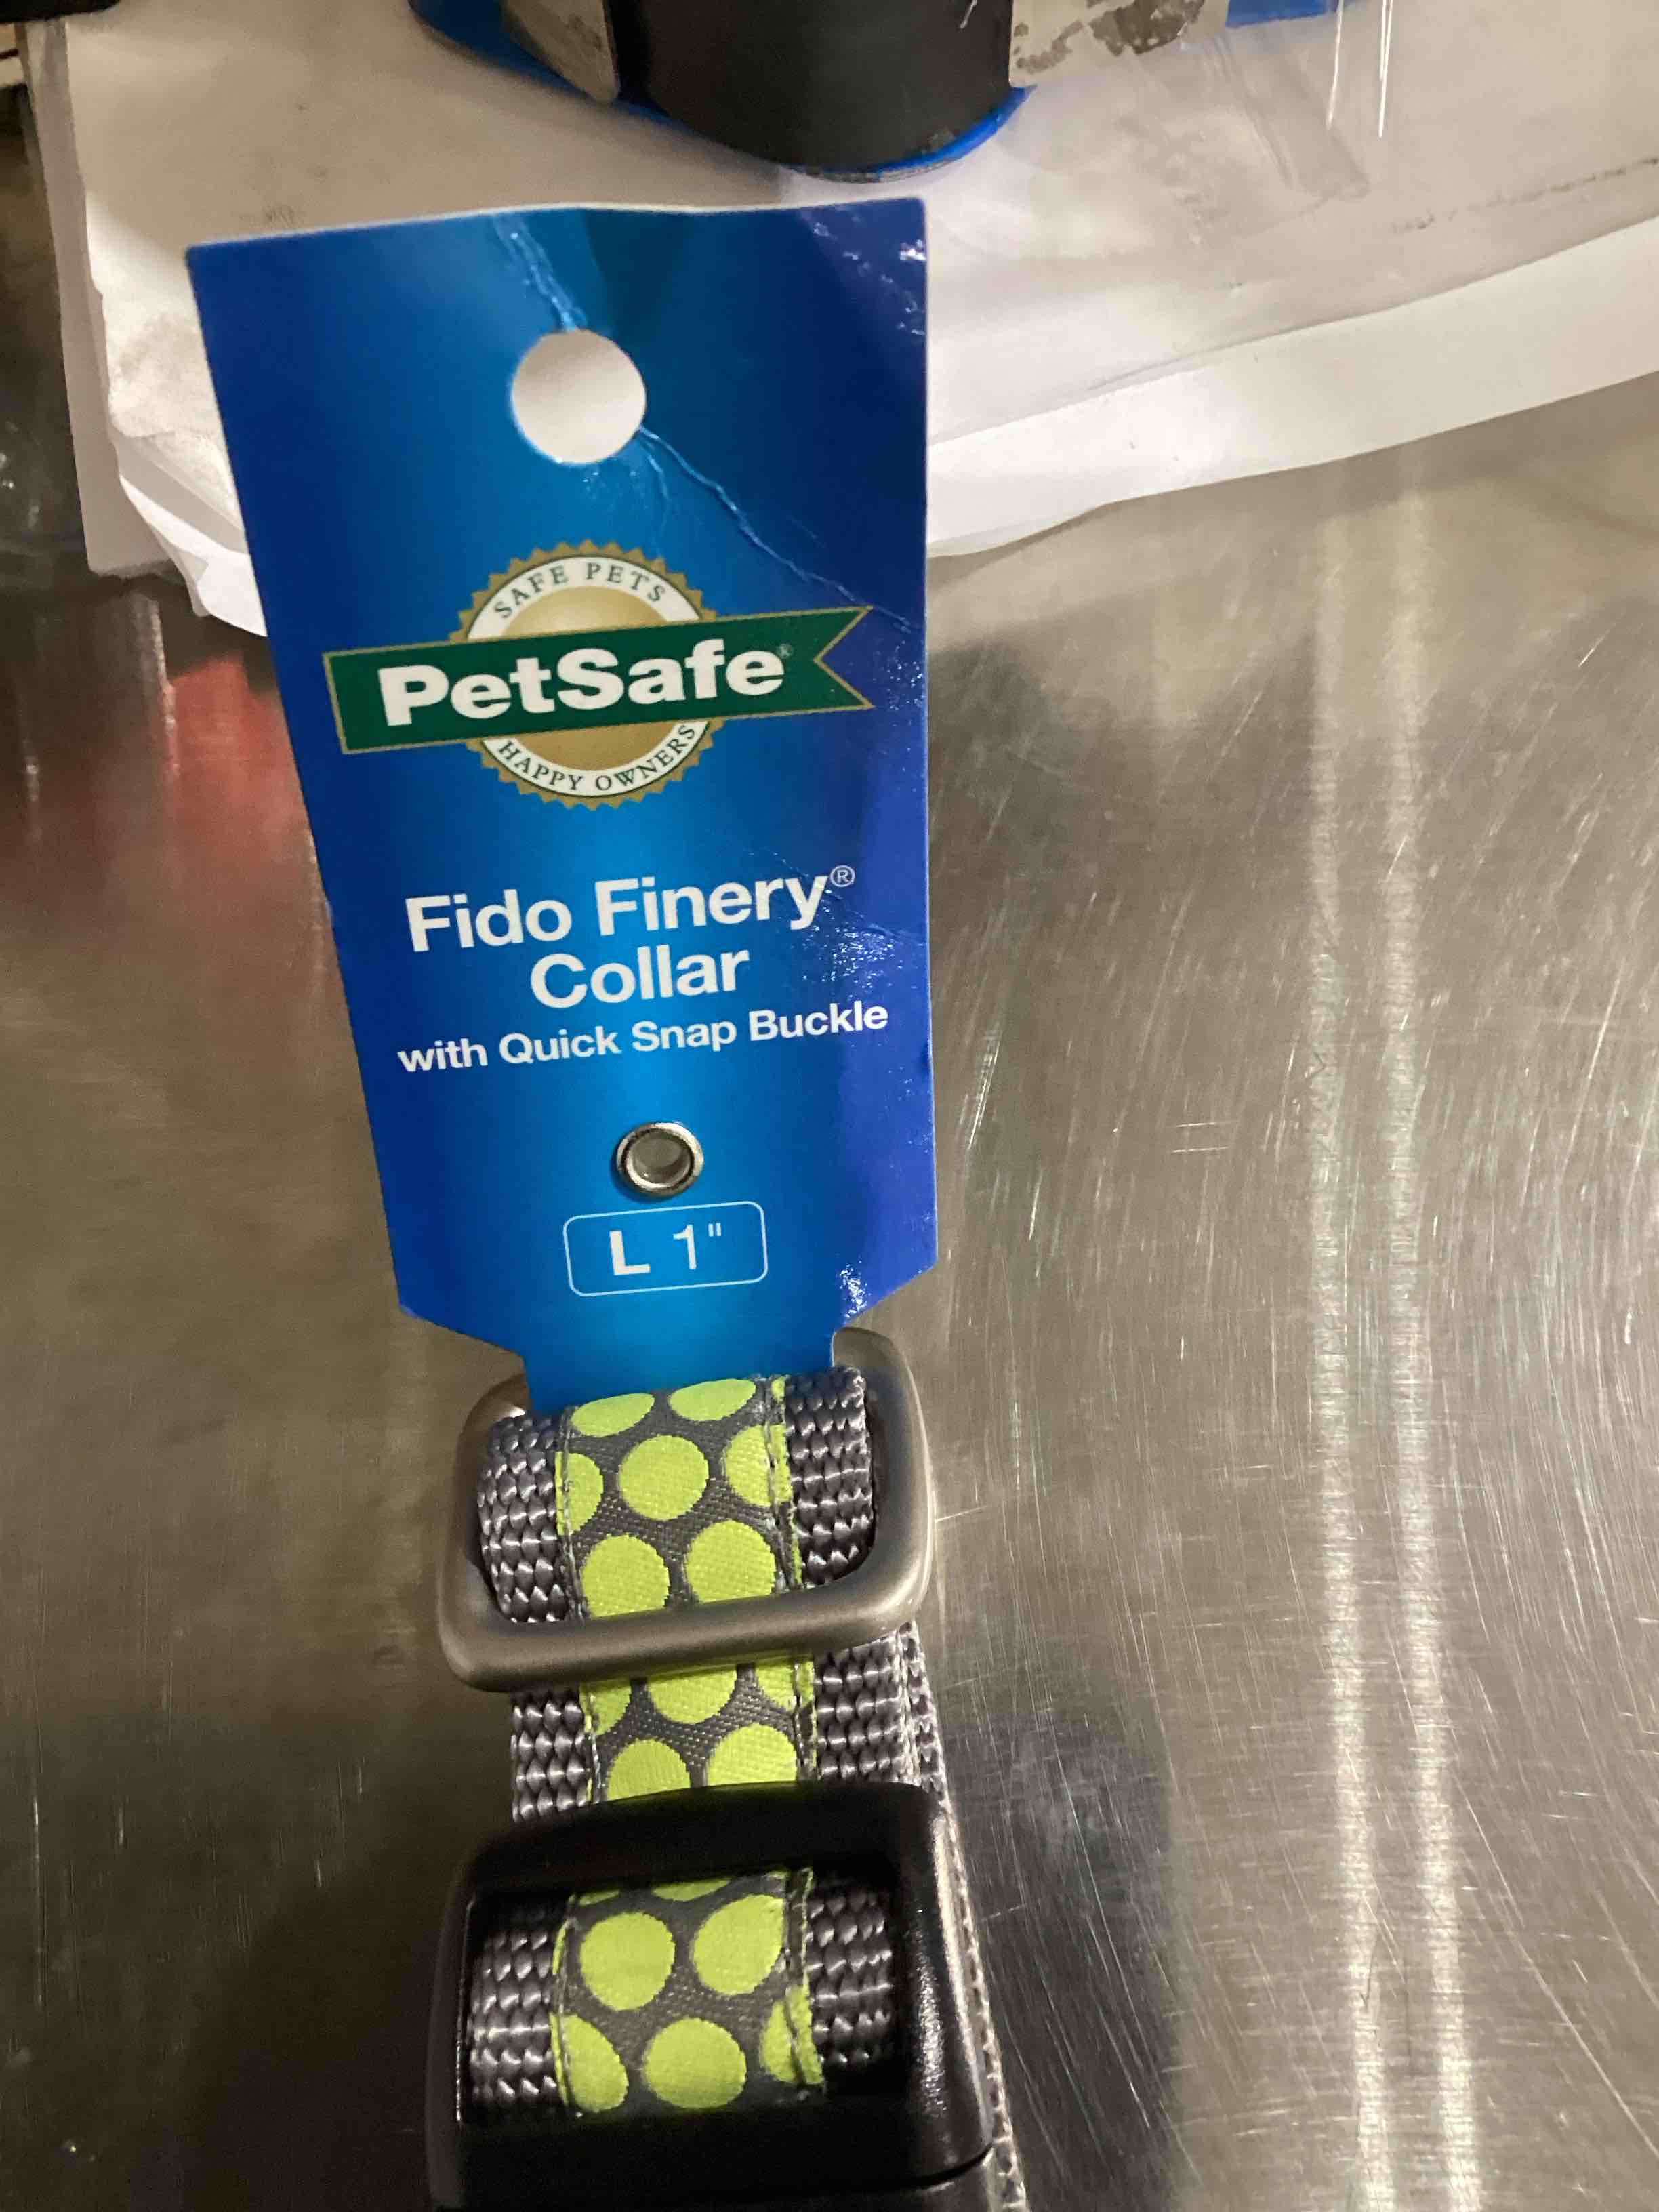 SAFE PETS
PetSafe®
HAPPY OWNERS
Fido Finery®
Collar
with Quick Snap Buckle
L 1"